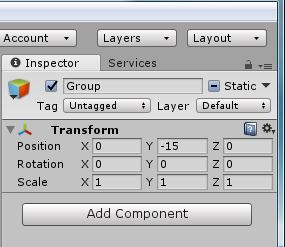 Account Layers Layout
Inspector Services
Group Static
Tag Untagged Layer Default
Transform
Position X 0 Y -15 Z 0
Rotation X 0 Y 0 Z 0
Scale X 1 Y 1 Z 1
Add Component